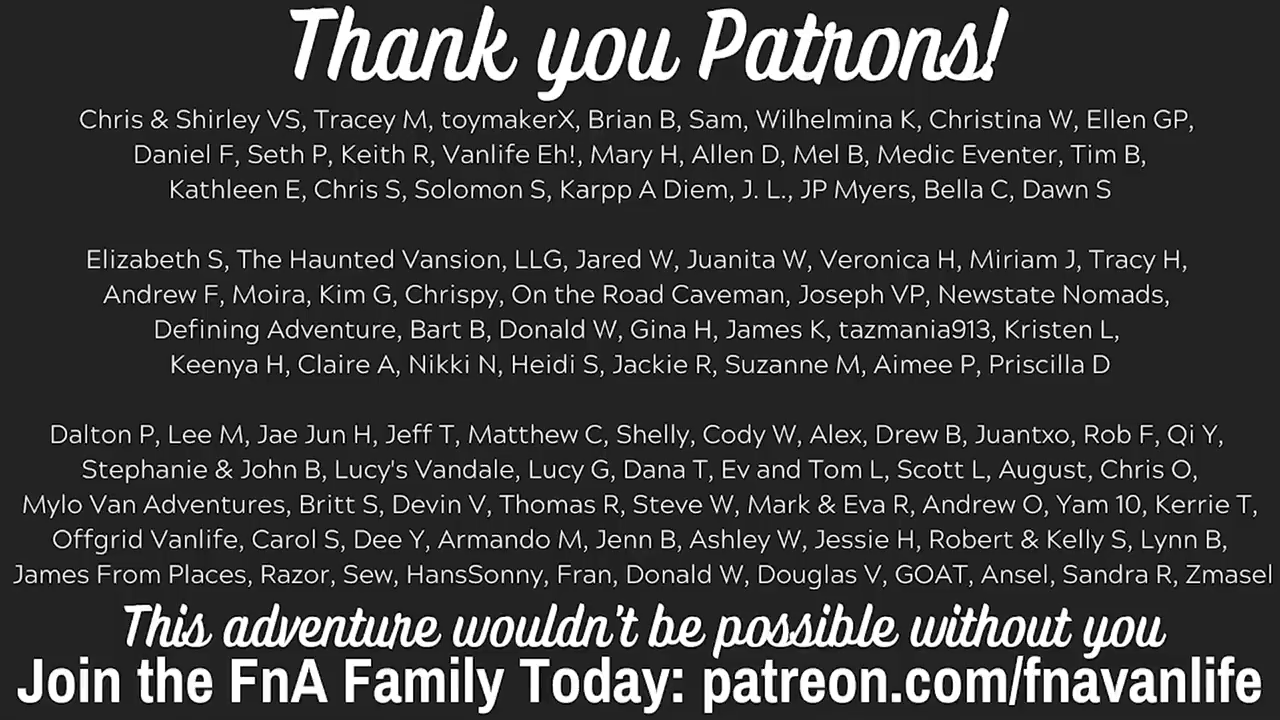 Thank you Patrons!
Chris & Shirley VS, Tracey M, toymakerX, Brian B, Sam, Wilhelmina K, Christina W, Ellen GP,
Daniel F, Seth P, Keith R, Vanlife Eh!, Mary H, Allen D, Mel B, Medic Eventer, Tim B,
Kathleen E, Chris S, Solomon S, Karpp A Diem, J. L., JP Myers, Bella C, Dawn S
Elizabeth S, The Haunted Vansion, LLG, Jared W, Juanita W, Veronica H, Miriam J, Tracy H,
Andrew F, Moira, Kim G, Chrispy, On the Road Caveman, Joseph VP, Newstate Nomads,
Defining Adventure, Bart B, Donald W, Gina H, James K, tazmania913, Kristen L,
Keenya H, Claire A, Nikki N, Heidi S, Jackie R, Suzanne M, Aimee P, Priscilla D
Dalton P, Lee M, Jae Jun H, Jeff T, Matthew C, Shelly, Cody W, Alex, Drew B, Juantxo, Rob F, Qi Y,
Stephanie & John B, Lucy's Vandale, Lucy G, Dana T, Ev and Tom L, Scott L, August, Chris O,
Mylo Van Adventures, Britt S, Devin V, Thomas R, Steve W, Mark & Eva R, Andrew O, Yam 10, Kerrie T,
Offgrid Vanlife, Carol S, Dee Y, Armando M, Jenn B, Ashley W, Jessie H, Robert & Kelly S, Lynn B,
James From Places, Razor, Sew, HansSonny, Fran, Donald W, Douglas V, GOAT, Ansel, Sandra R, Zmasel
This adventure wouldn't be possible without you
Join the FnA Family Today: patreon.com/fnavanlife